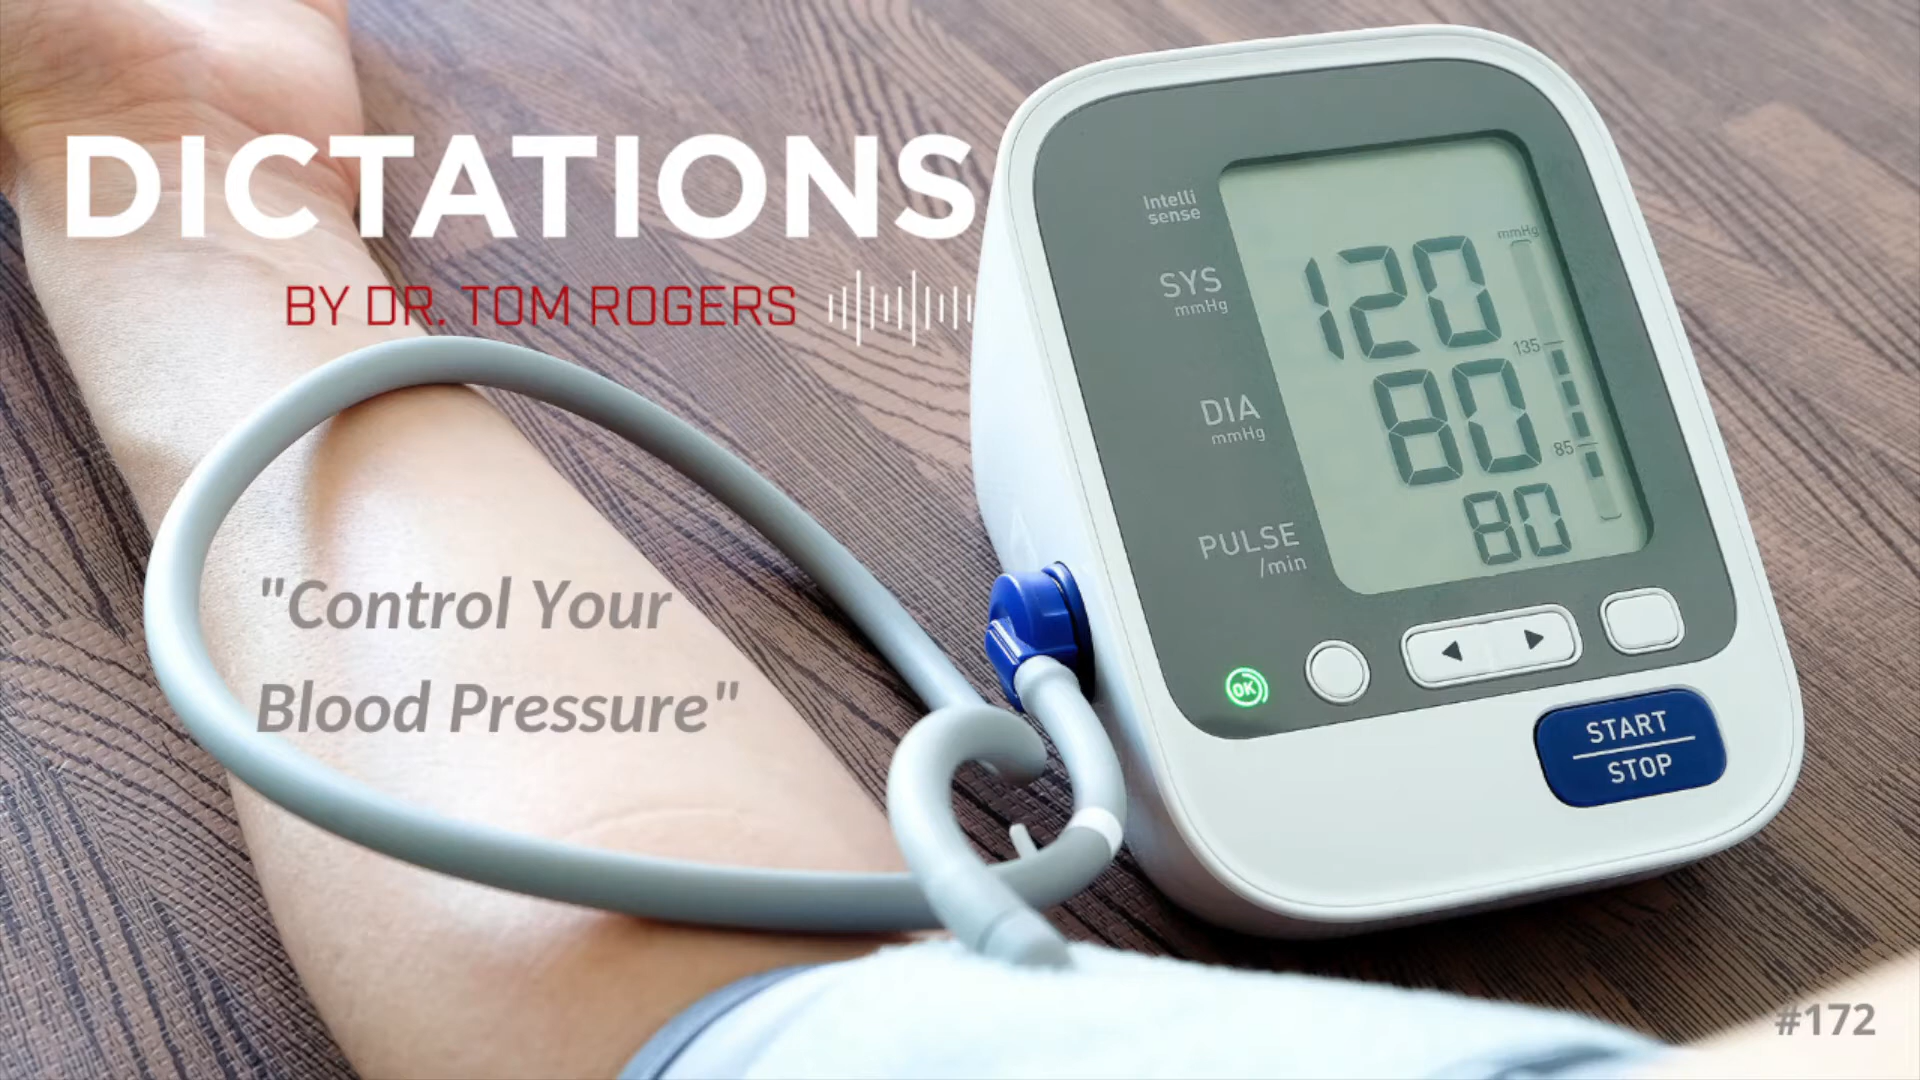 DICTATIONS
BY DR. TOM ROGERS
"Control Your
Blood Pressure"
Intelli
sense
SYS
mmHg
120
mmHg
135
DIA
mmHg
80
85
PULSE
/min
80
OK
START
STOP
#172